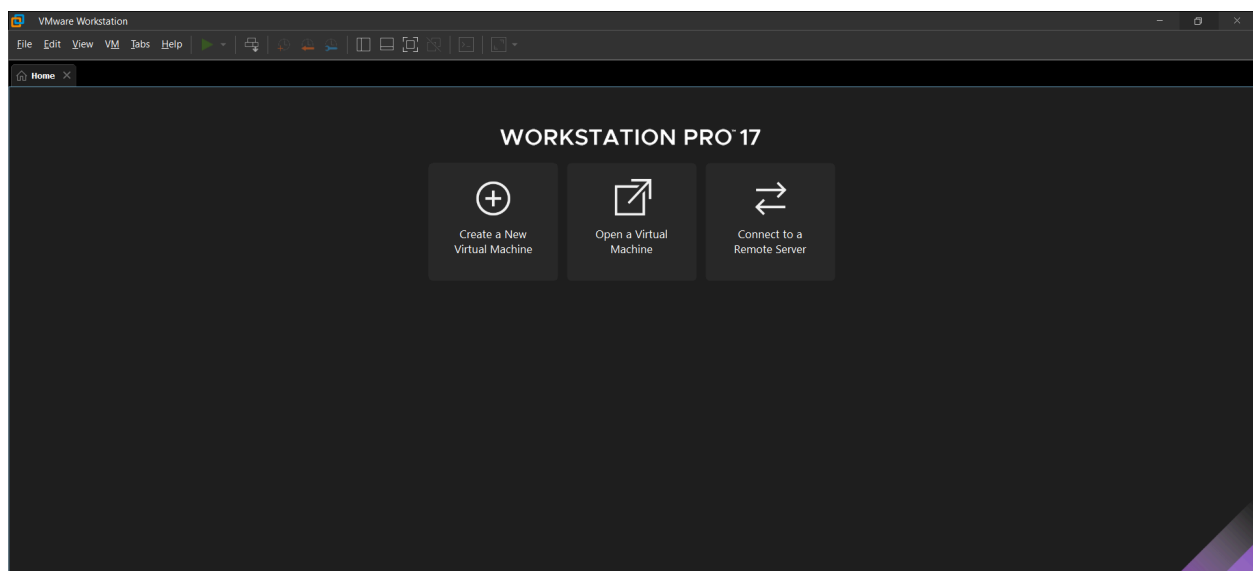 VMware Workstation
File Edit View VM Tabs Help
Home
WORKSTATION PRO™ 17
Create a New
Virtual Machine
Open a Virtual
Machine
Connect to a
Remote Server